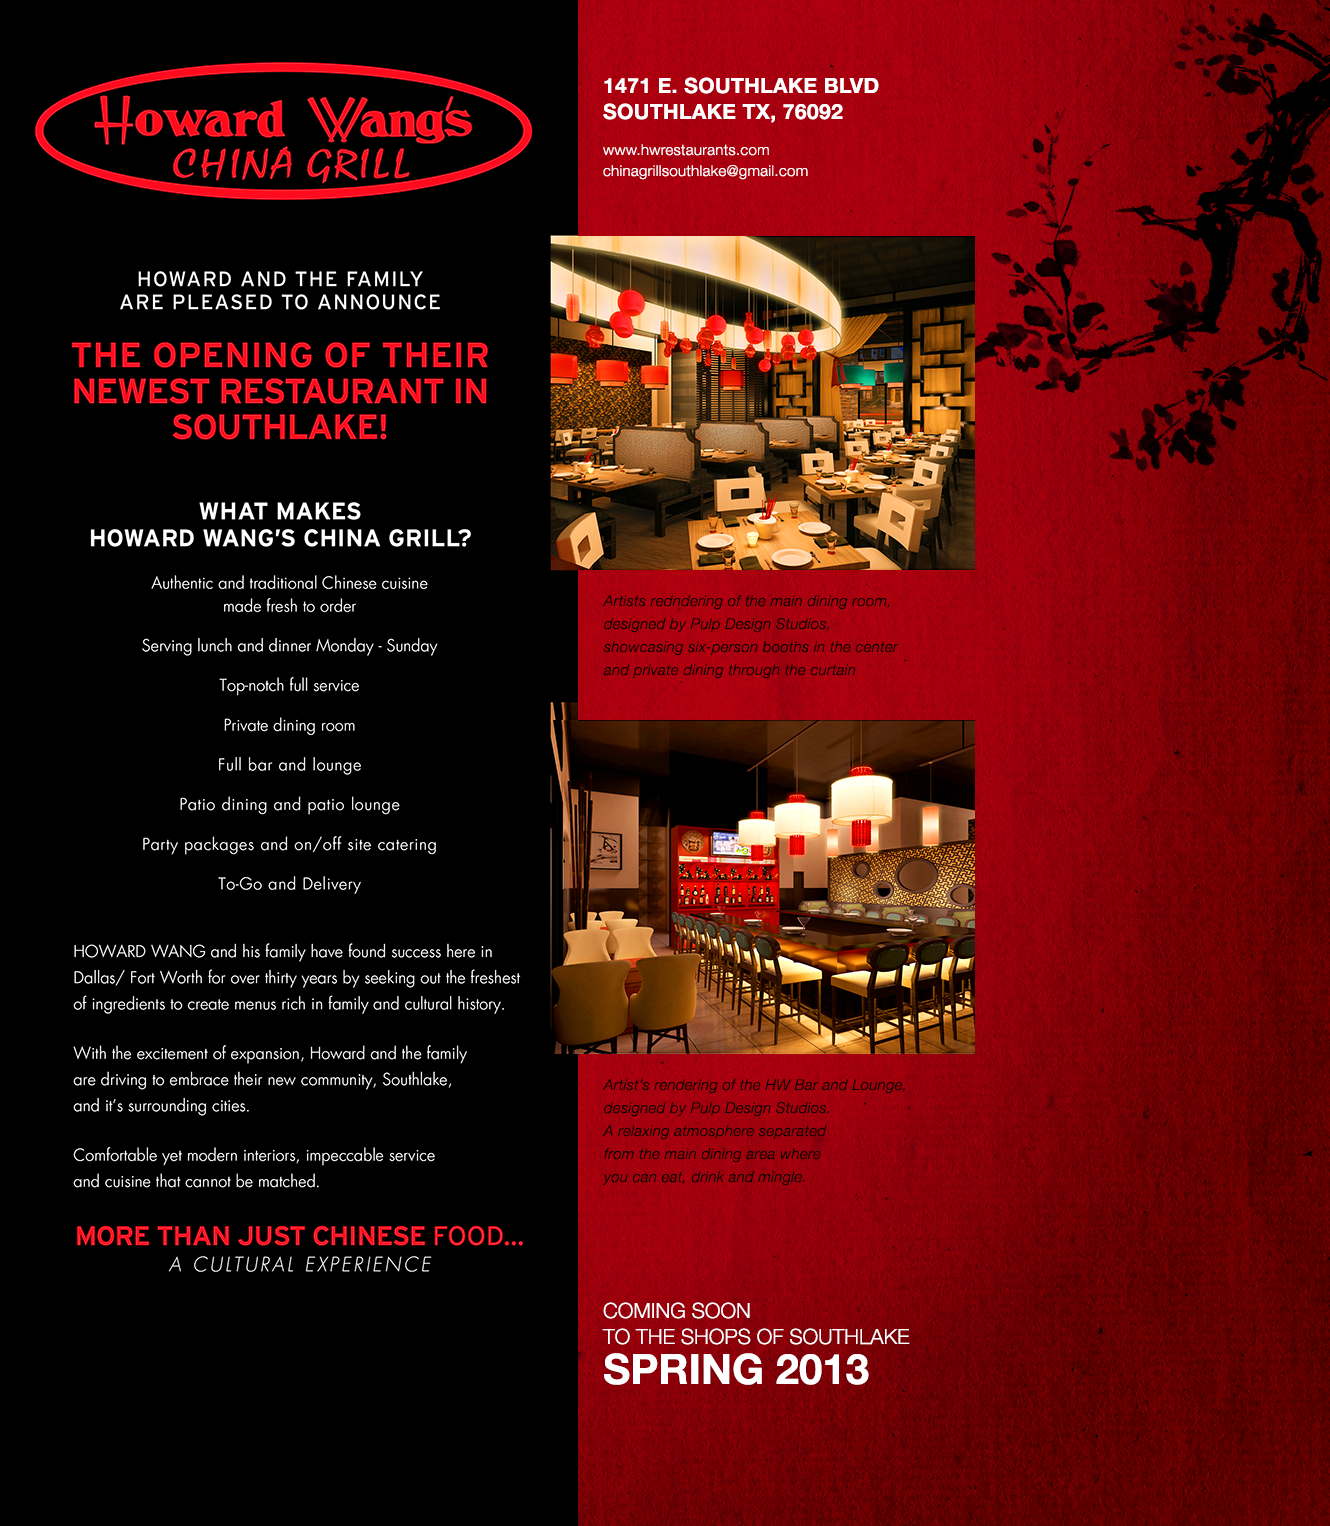 Howard Wang's
CHINA GRILL
HOWARD AND THE FAMILY
ARE PLEASED TO ANNOUNCE
THE OPENING OF THEIR
NEWEST RESTAURANT IN
SOUTHLAKE!
WHAT MAKES
HOWARD WANG'S CHINA GRILL?
Authentic and traditional Chinese cuisine
made fresh to order
Serving lunch and dinner Monday - Sunday
Top-notch full service
Private dining room
Full bar and lounge
Patio dining and patio lounge
Party packages and on/off site catering
To-Go and Delivery
HOWARD WANG and his family have found success here in
Dallas/ Fort Worth for over thirty years by seeking out the freshest
of ingredients to create menus rich in family and cultural history.
With the excitement of expansion, Howard and the family
are driving to embrace their new community, Southlake,
and it's surrounding cities.
Comfortable yet modern interiors, impeccable service
and cuisine that cannot be matched.
MORE THAN JUST CHINESE FOOD...
A CULTURAL EXPERIENCE
1471 E. SOUTHLAKE BLVD
SOUTHLAKE TX, 76092
www.hwrestaurants.com
chinagrillsouthlake@gmail.com
Artists redndering of the main dining room,
designed by Pulp Design Studios,
showcasing six-person booths in the center
and private dining through the curtain
Artist's rendering of the HW Bar and Lounge,
designed by Pulp Design Studios.
A relaxing atmosphere separated
from the main dining area where
you can eat, drink and mingle.
COMING SOON
TO THE SHOPS OF SOUTHLAKE
SPRING 2013